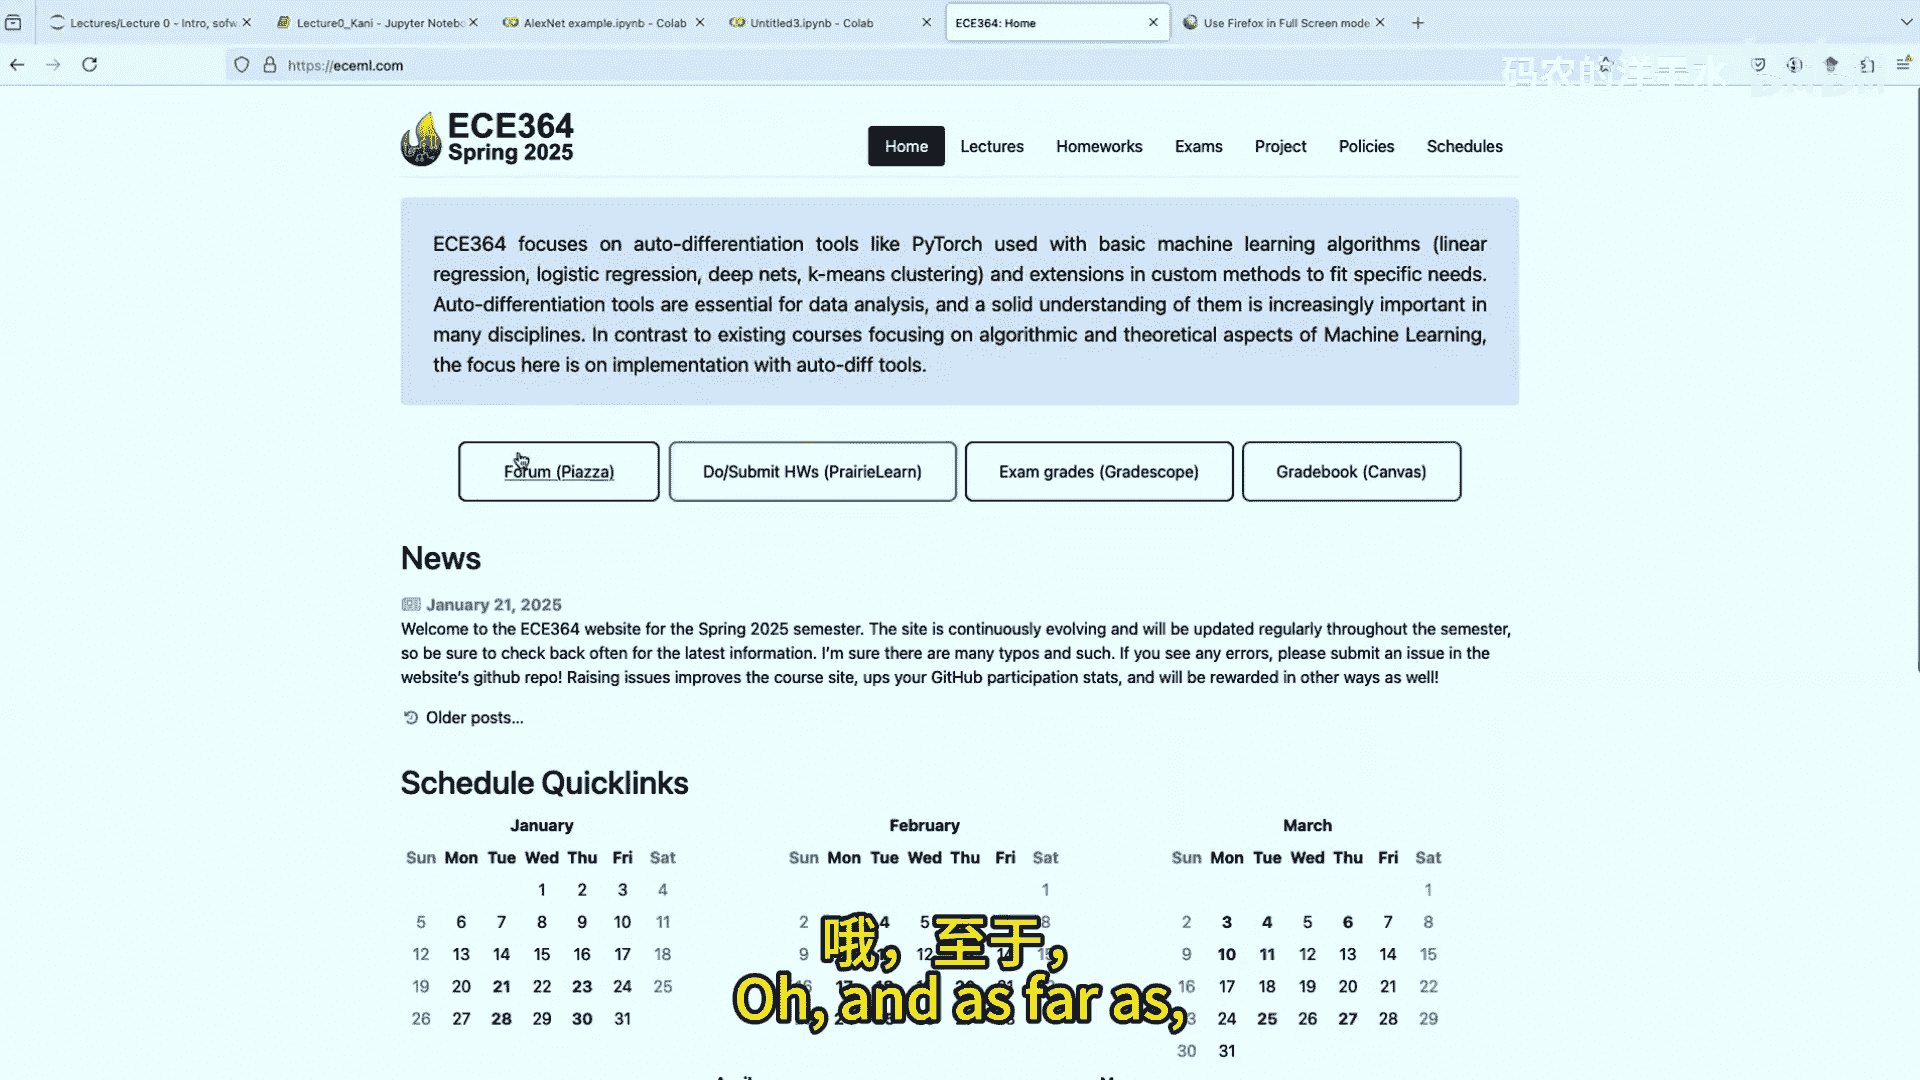 Lectures/Lecture 0 - Intro, sofw
Lecture0_Kani - Jupyter Notebo
AlexNet example.ipynb - Colab
Untitled3.ipynb - Colab
ECE364: Home
Use Firefox in Full Screen mode
https://eceml.com
码农的洋墨水
ECE364
Spring 2025
Home Lectures Homeworks Exams Project Policies Schedules
ECE364 focuses on auto-differentiation tools like PyTorch used with basic machine learning algorithms (linear
regression, logistic regression, deep nets, k-means clustering) and extensions in custom methods to fit specific needs.
Auto-differentiation tools are essential for data analysis, and a solid understanding of them is increasingly important in
many disciplines. In contrast to existing courses focusing on algorithmic and theoretical aspects of Machine Learning,
the focus here is on implementation with auto-diff tools.
Forum (Piazza)
Do/Submit HWs (PrairieLearn)
Exam grades (Gradescope)
Gradebook (Canvas)
News
January 21, 2025
Welcome to the ECE364 website for the Spring 2025 semester. The site is continuously evolving and will be updated regularly throughout the semester,
so be sure to check back often for the latest information. I'm sure there are many typos and such. If you see any errors, please submit an issue in the
website's github repo! Raising issues improves the course site, ups your GitHub participation stats, and will be rewarded in other ways as well!
Older posts...
Schedule Quicklinks
January
Sun Mon Tue Wed Thu Fri Sat
1 2 3 4
5 6 7 8 9 10 11
12 13 14 15 16 17 18
19 20 21 22 23 24 25
26 27 28 29 30 31
February
Sun Mon Tue Wed Thu Fri Sat
1
2 4 5 8
9 12
March
Sun Mon Tue Wed Thu Fri Sat
1
2 3 4 5 6 7 8
9 10 11 12 13 14 15
16 17 18 19 20 21 22
24 25 26 27 28 29
30 31
哦，至于，
Oh, and as far as,